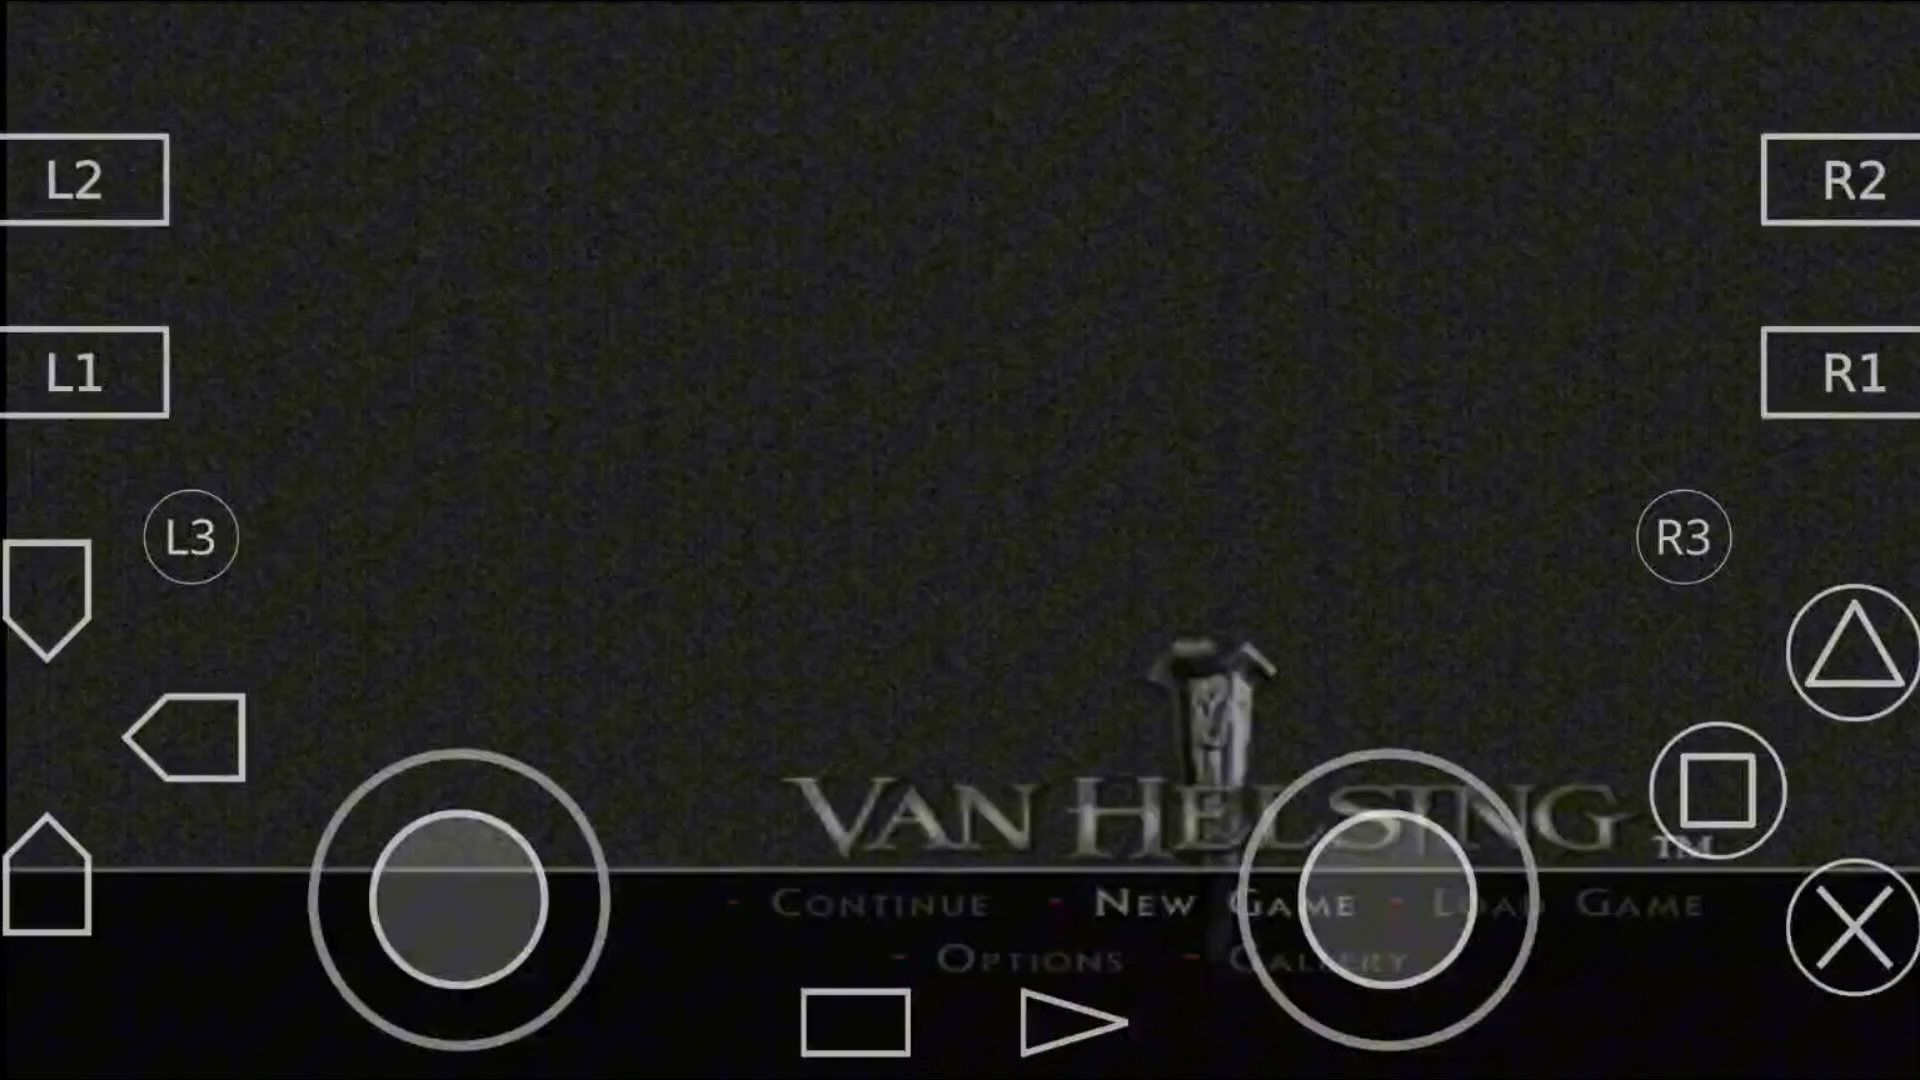 L2
R2
L1
R1
L3
R3
VAN HELSING ™
- CONTINUE - NEW GAME - LOAD GAME
- OPTIONS - GALLERY